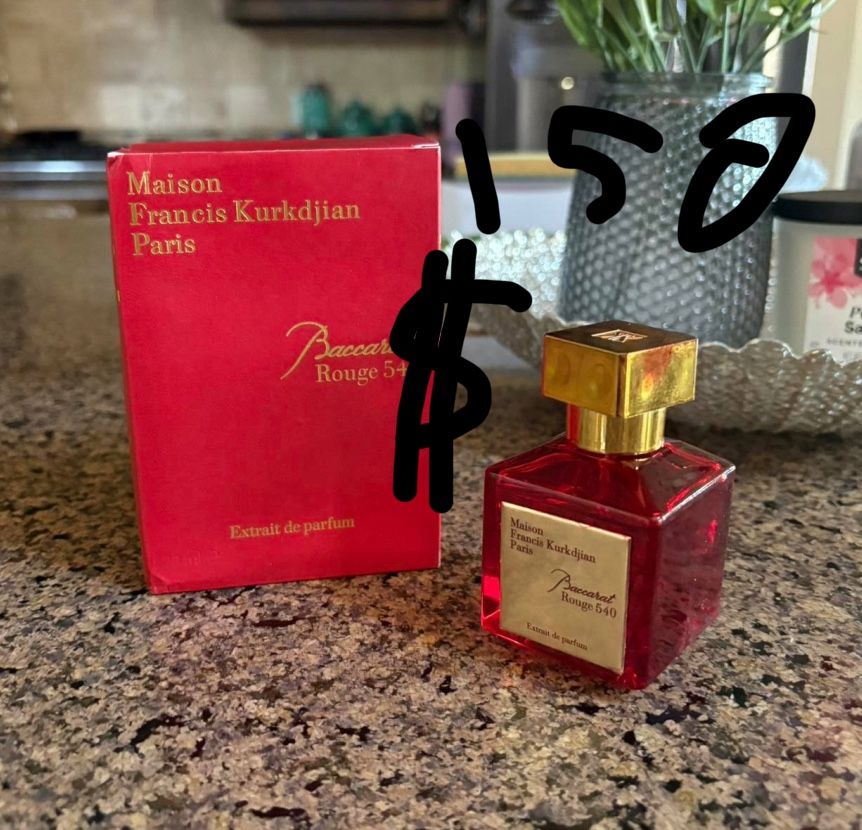 Maison
Francis Kurkdjian
Paris
Baccarat
Rouge 54
Extrait de parfum
150
$
Maison
Francis Kurkdjian
Paris
Baccarat
Rouge 540
Extrait de parfum